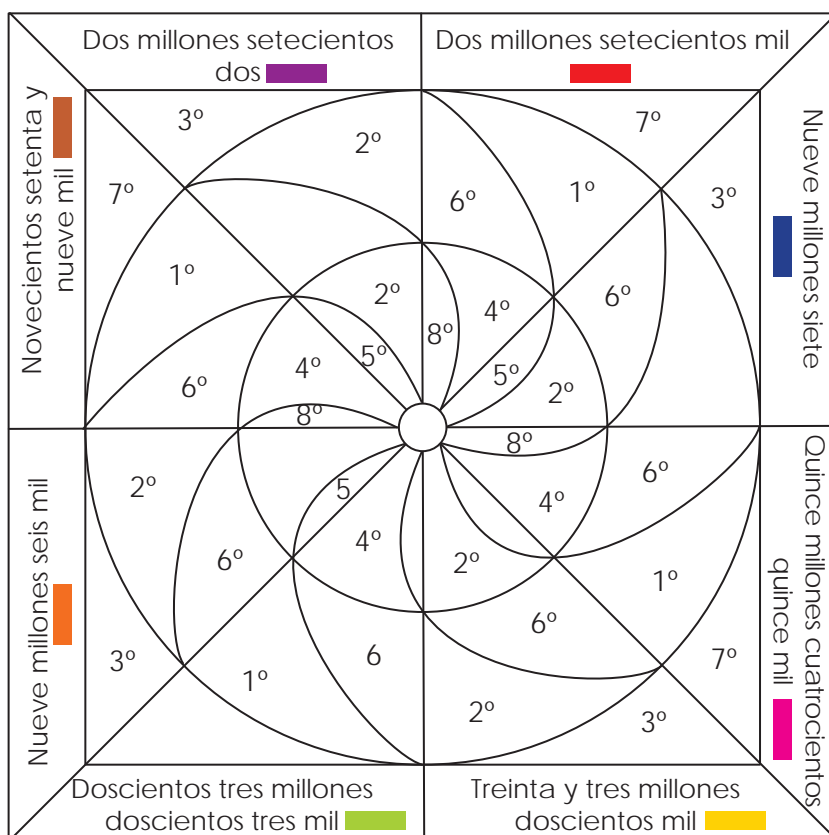 Dos millones setecientos
dos
Dos millones setecientos mil
Novecientos setenta y
nueve mil
Nueve millones siete
3º
7º
2º
7º
6º
1º
3º
1º
6º
2º
4º
8º
5º
4º
5º
6º
2º
8º
8º
2º
6º
5
4º
6º
4º
2º
1º
6º
3º
1º
6
2º
7º
3º
Nueve millones seis mil
Quince millones cuatrocientos
quince mil
Doscientos tres millones
doscientos tres mil
Treinta y tres millones
doscientos mil